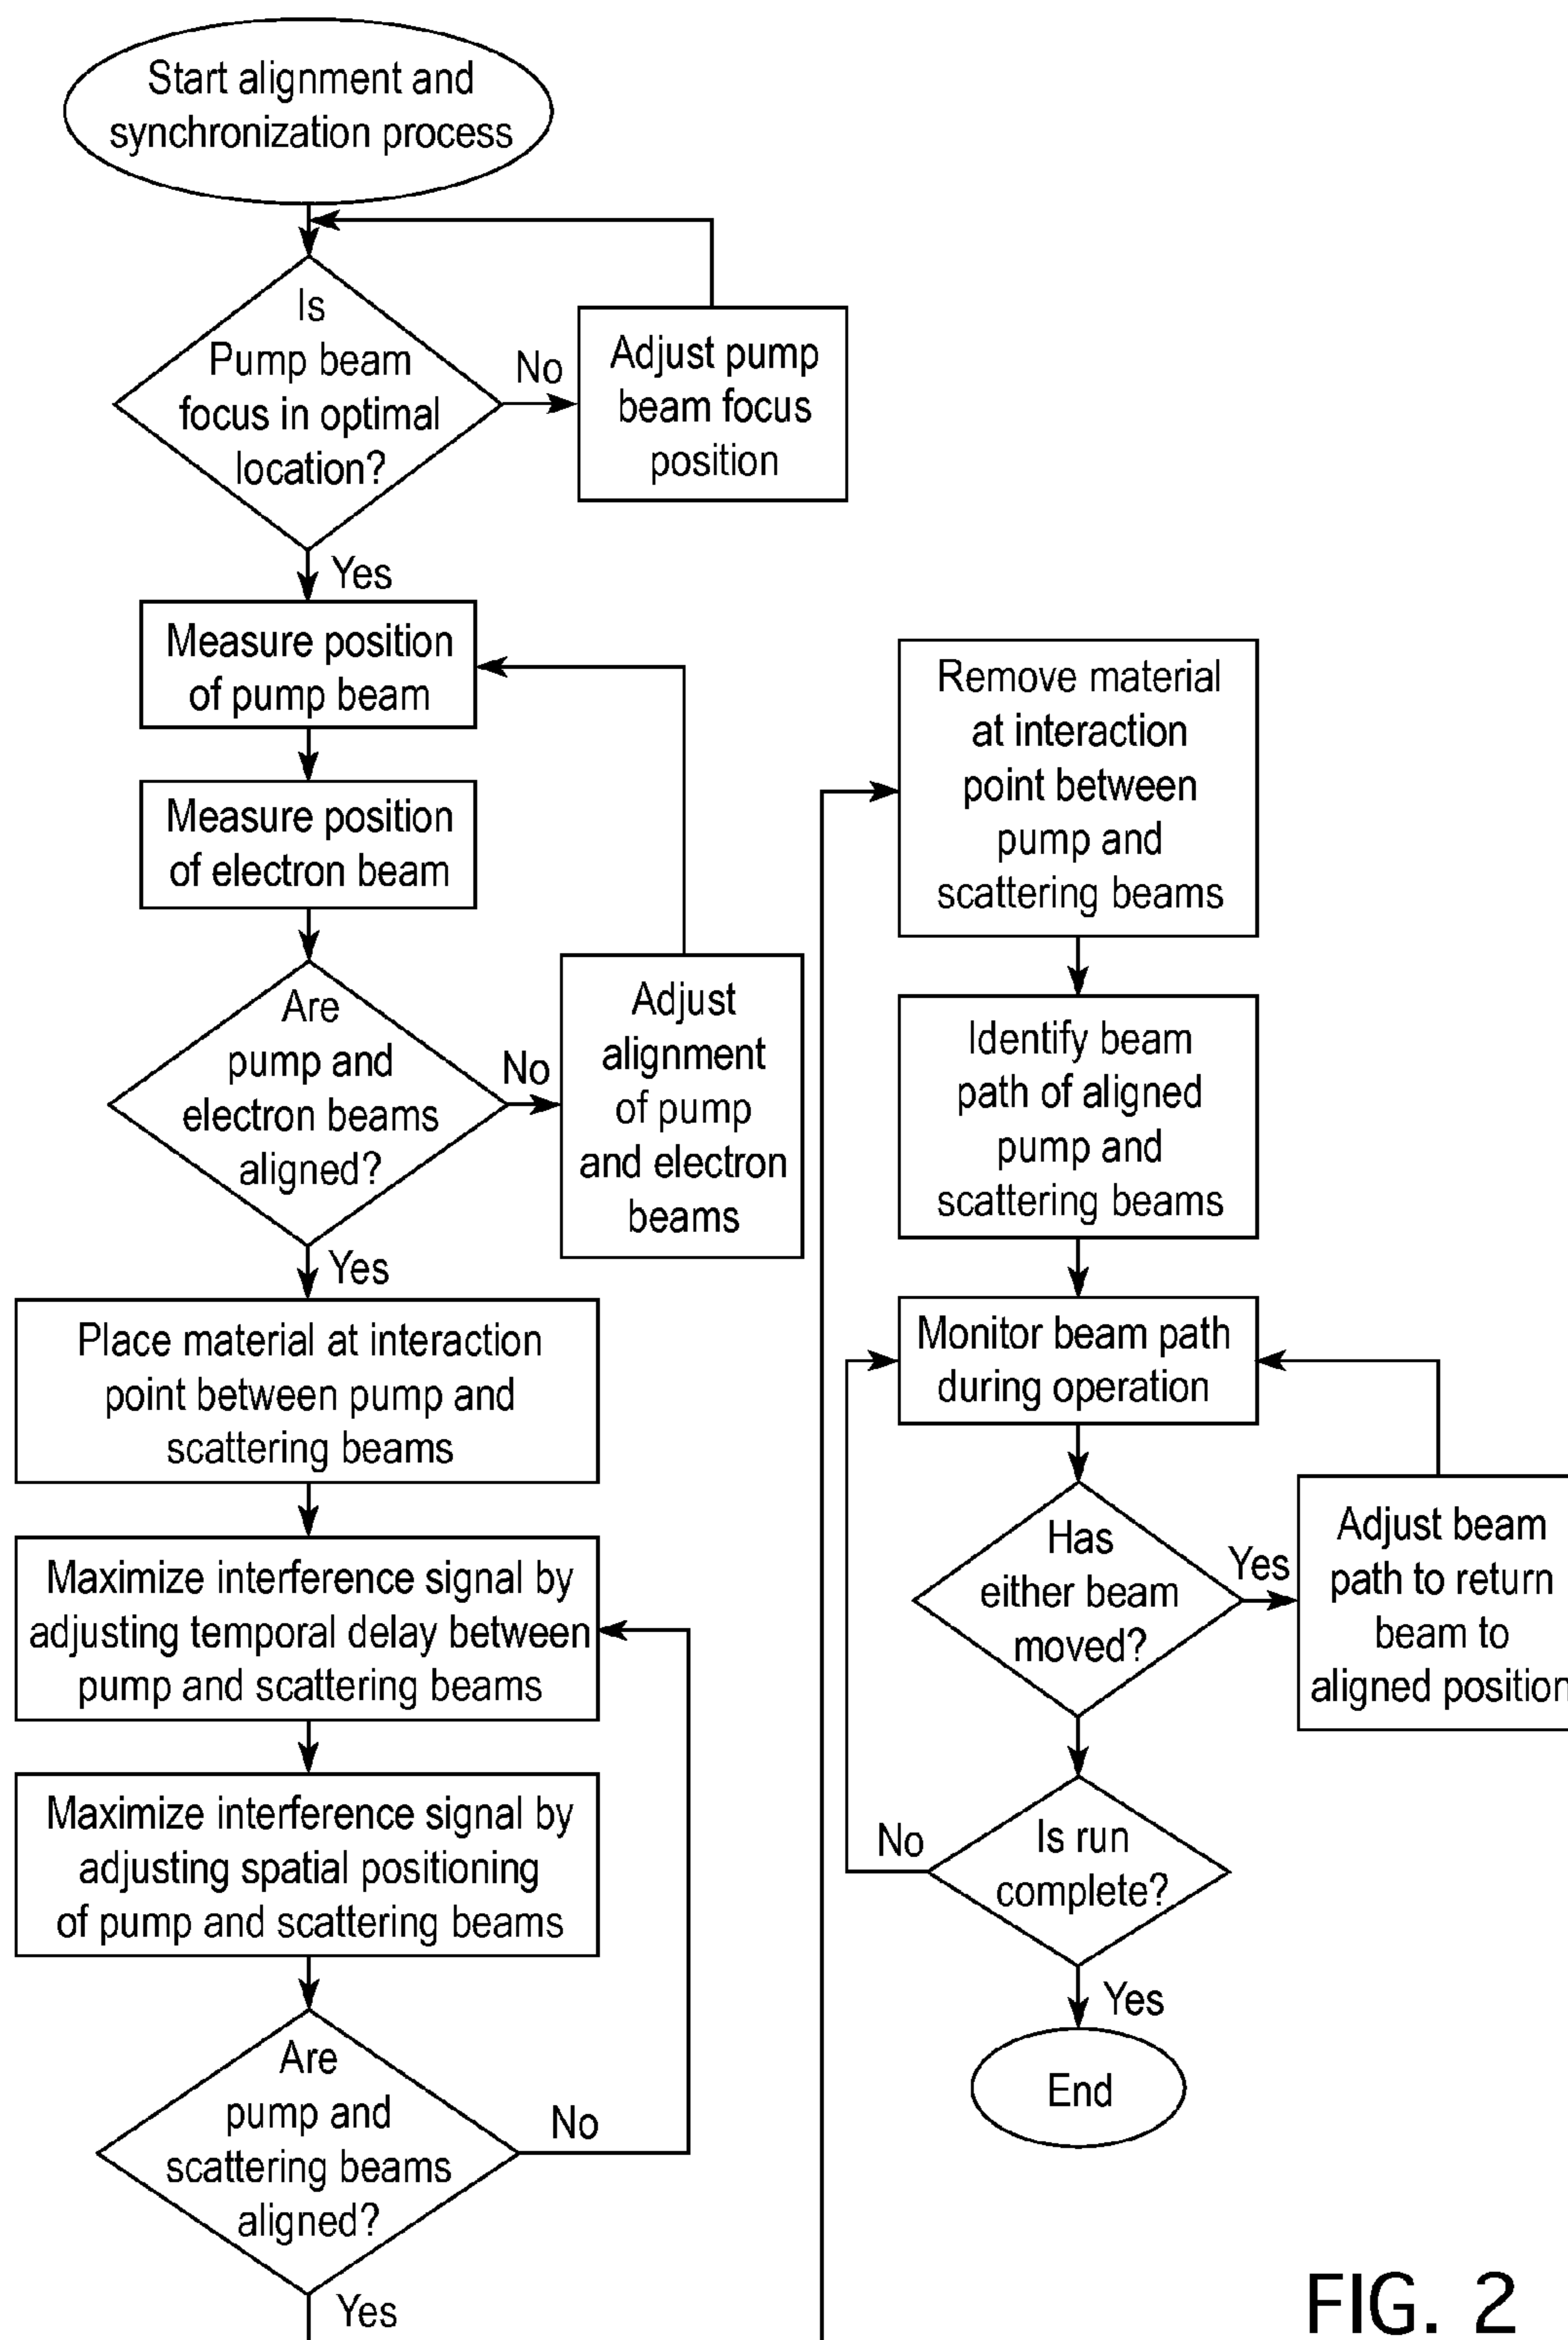 Start alignment and
synchronization process
Is
Pump beam
focus in optimal
location?
No
Adjust pump
beam focus
position
Yes
Measure position
of pump beam
Measure position
of electron beam
Are
pump and
electron beams
aligned?
No
Adjust
alignment
of pump
and electron
beams
Yes
Place material at interaction
point between pump and
scattering beams
Maximize interference signal by
adjusting temporal delay between
pump and scattering beams
Maximize interference signal by
adjusting spatial positioning
of pump and scattering beams
Are
pump and
scattering beams
aligned?
No
Yes
Remove material
at interaction
point between
pump and
scattering beams
Identify beam
path of aligned
pump and
scattering beams
Monitor beam path
during operation
Has
either beam
moved?
Yes
Adjust beam
path to return
beam to
aligned position
Is run
complete?
No
Yes
End
FIG. 2